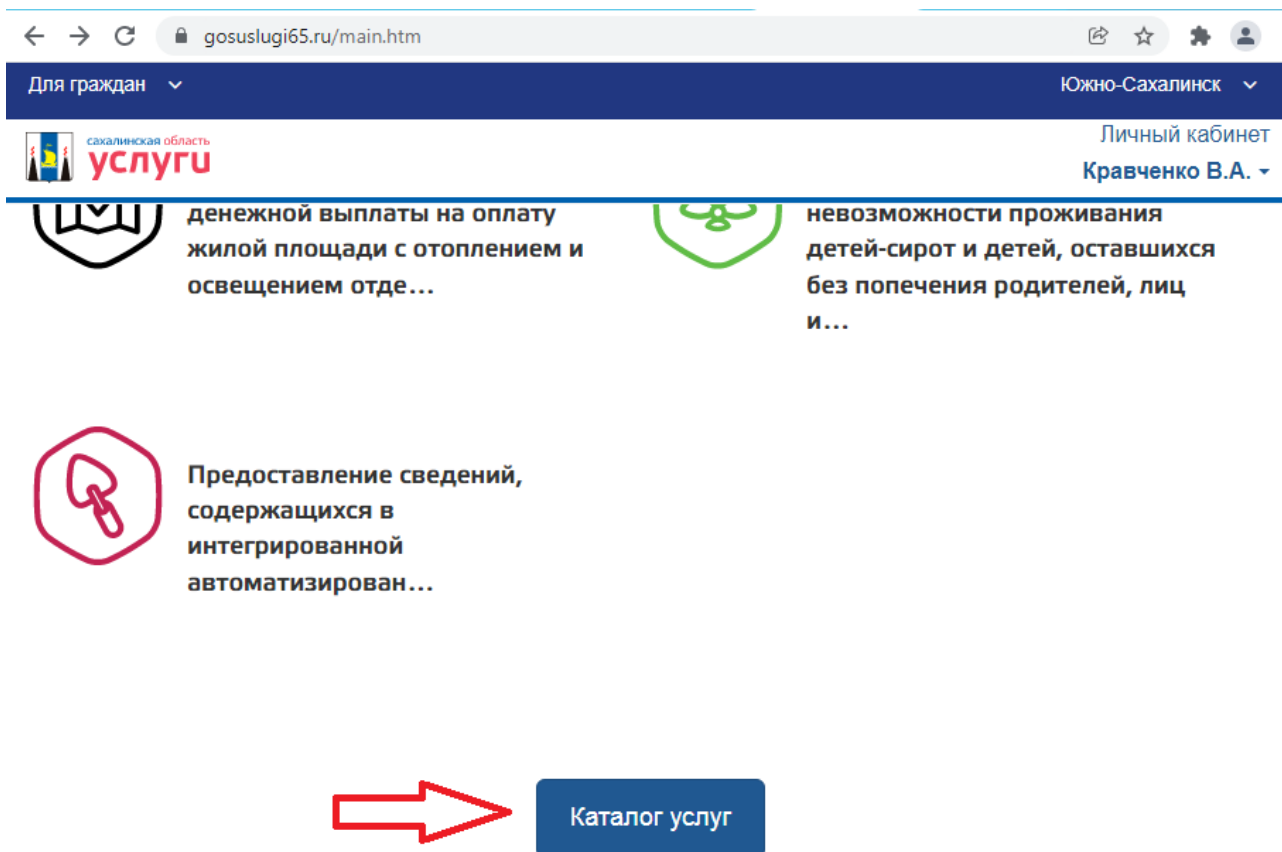 gosuslugi65.ru/main.htm
Для граждан
Южно-Сахалинск
сахалинская область
услуги
Личный кабинет
Кравченко В.А.
денежной выплаты на оплату
жилой площади с отоплением и
освещением отде...
невозможности проживания
детей-сирот и детей, оставшихся
без попечения родителей, лиц
и...
Предоставление сведений,
содержащихся в
интегрированной
автоматизирован...
Каталог услуг